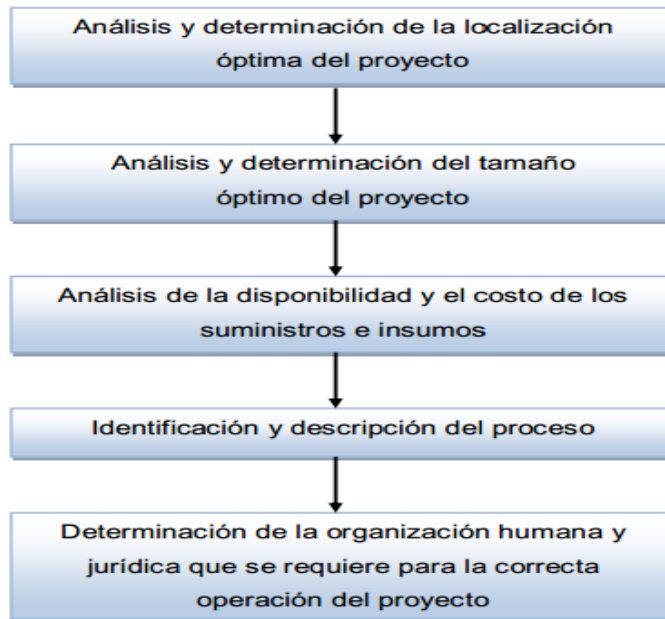 Análisis y determinación de la localización
óptima del proyecto
Análisis y determinación del tamaño
óptimo del proyecto
Análisis de la disponibilidad y el costo de los
suministros e insumos
Identificación y descripción del proceso
Determinación de la organización humana y
jurídica que se requiere para la correcta
operación del proyecto